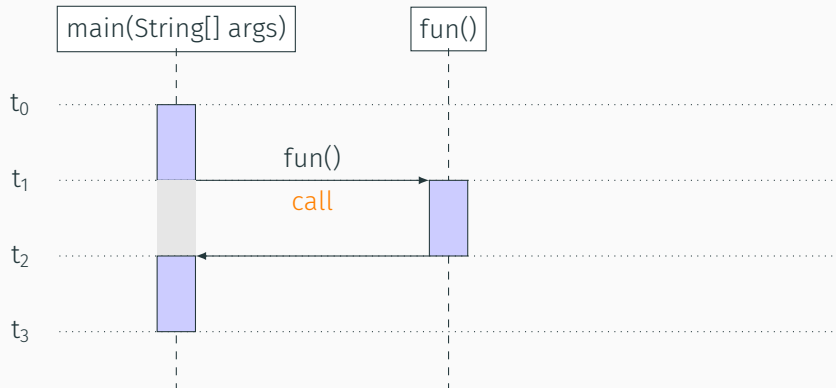 main(String[] args)
fun()
t₀
fun()
t₁
call
t₂
t₃